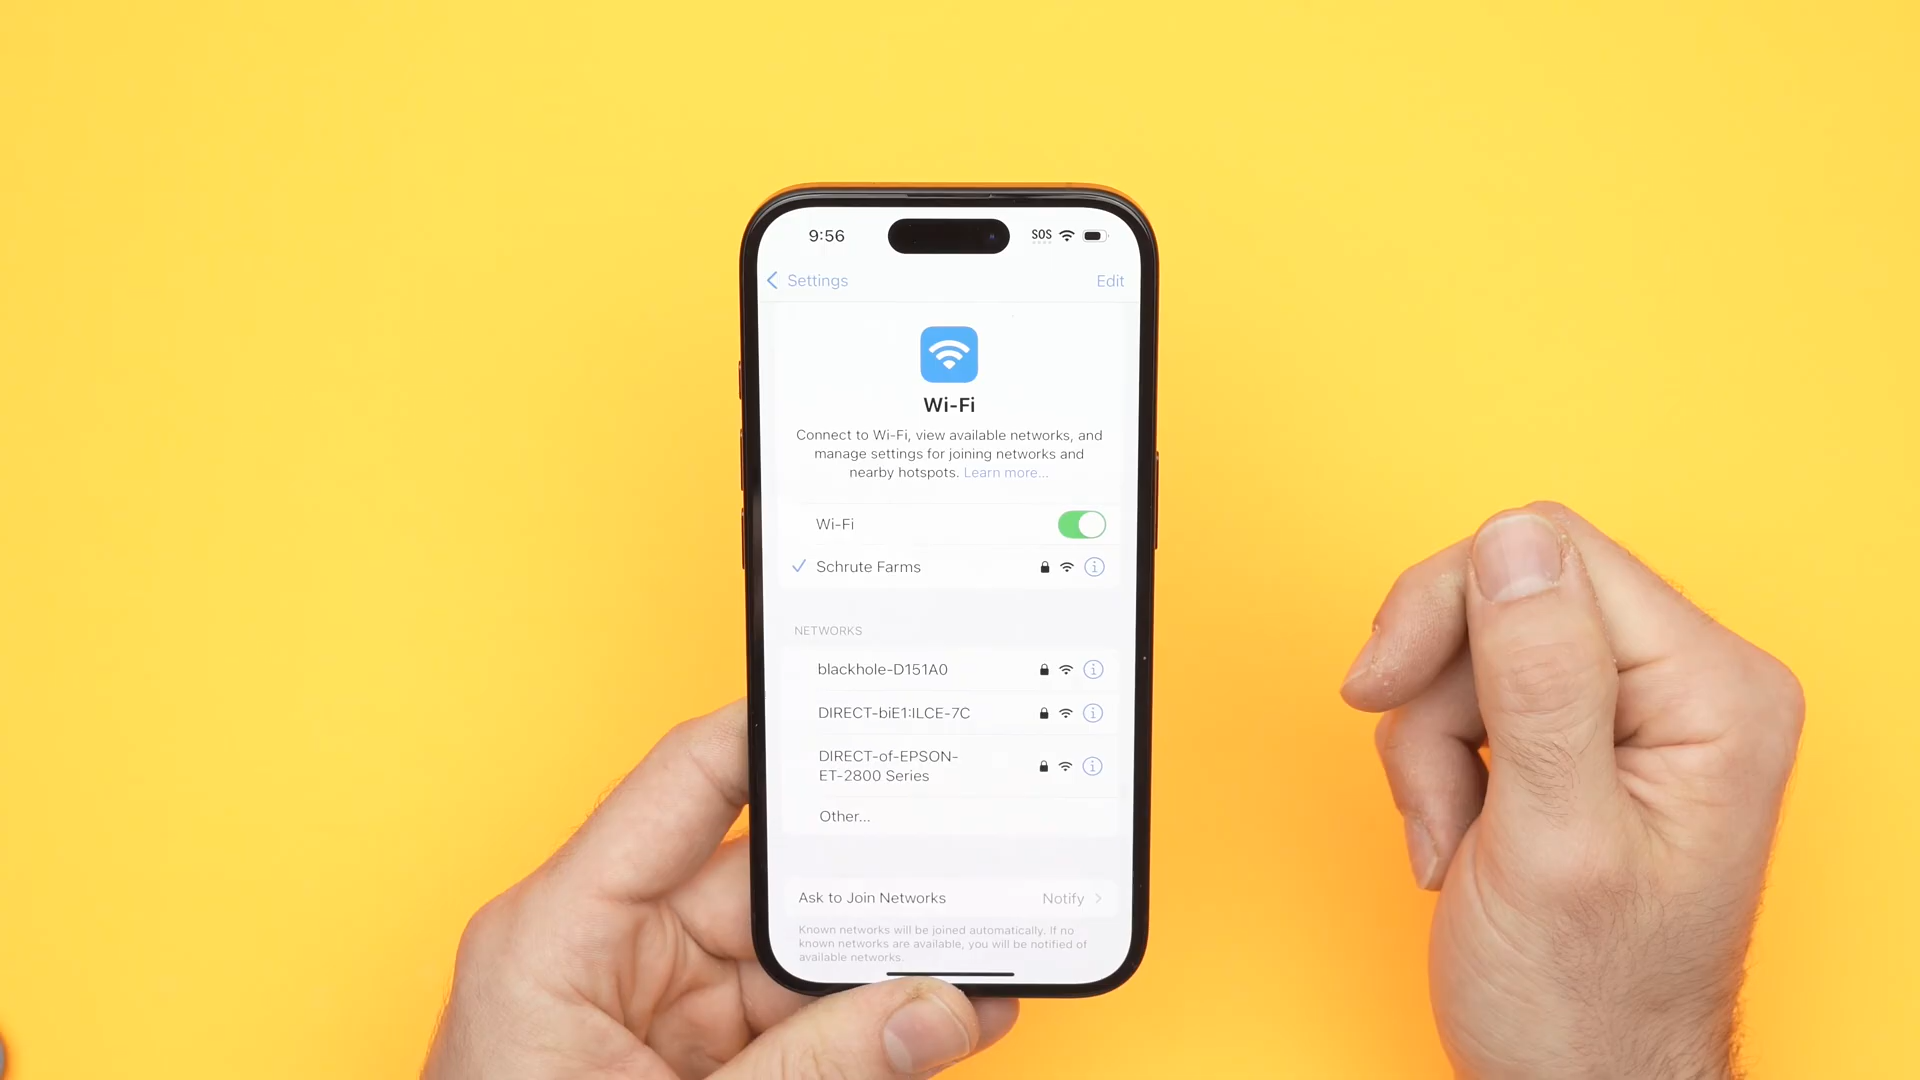 9:56
SOS
Settings
Edit
Wi-Fi
Connect to Wi-Fi, view available networks, and
manage settings for joining networks and
nearby hotspots. Learn more...
Wi-Fi
Schrute Farms
NETWORKS
blackhole-D151A0
DIRECT-biE1:ILCE-7C
DIRECT-of-EPSON-
ET-2800 Series
Other...
Ask to Join Networks
Notify
Known networks will be joined automatically. If no
known networks are available, you will be notified of
available networks.